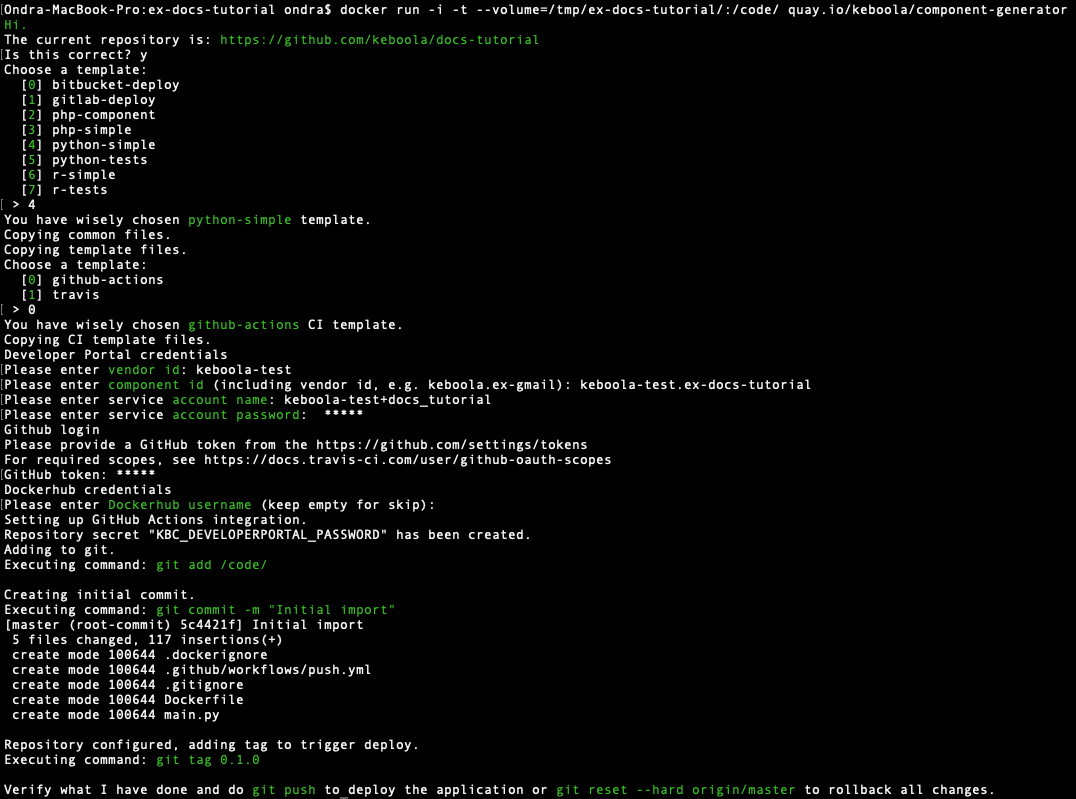 [Ondra-MacBook-Pro:ex-docs-tutorial ondra$ docker run -i -t --volume=/tmp/ex-docs-tutorial/:/code/ quay.io/keboola/component-generator
Hi.
The current repository is: https://github.com/keboola/docs-tutorial
[Is this correct? y
Choose a template:
  [0] bitbucket-deploy
  [1] gitlab-deploy
  [2] php-component
  [3] php-simple
  [4] python-simple
  [5] python-tests
  [6] r-simple
  [7] r-tests
[ > 4
You have wisely chosen python-simple template.
Copying common files.
Copying template files.
Choose a template:
  [0] github-actions
  [1] travis
[ > 0
You have wisely chosen github-actions CI template.
Copying CI template files.
Developer Portal credentials
[Please enter vendor id: keboola-test
[Please enter component id (including vendor id, e.g. keboola.ex-gmail): keboola-test.ex-docs-tutorial
[Please enter service account name: keboola-test+docs_tutorial
[Please enter service account password:  *****
Github login
Please provide a GitHub token from the https://github.com/settings/tokens
For required scopes, see https://docs.travis-ci.com/user/github-oauth-scopes
[GitHub token: *****
Dockerhub credentials
[Please enter Dockerhub username (keep empty for skip):
Setting up GitHub Actions integration.
Repository secret "KBC_DEVELOPERPORTAL_PASSWORD" has been created.
Adding to git.
Executing command: git add /code/

Creating initial commit.
Executing command: git commit -m "Initial import"
[master (root-commit) 5c4421f] Initial import
 5 files changed, 117 insertions(+)
 create mode 100644 .dockerignore
 create mode 100644 .github/workflows/push.yml
 create mode 100644 .gitignore
 create mode 100644 Dockerfile
 create mode 100644 main.py

Repository configured, adding tag to trigger deploy.
Executing command: git tag 0.1.0

Verify what I have done and do git push to deploy the application or git reset --hard origin/master to rollback all changes.